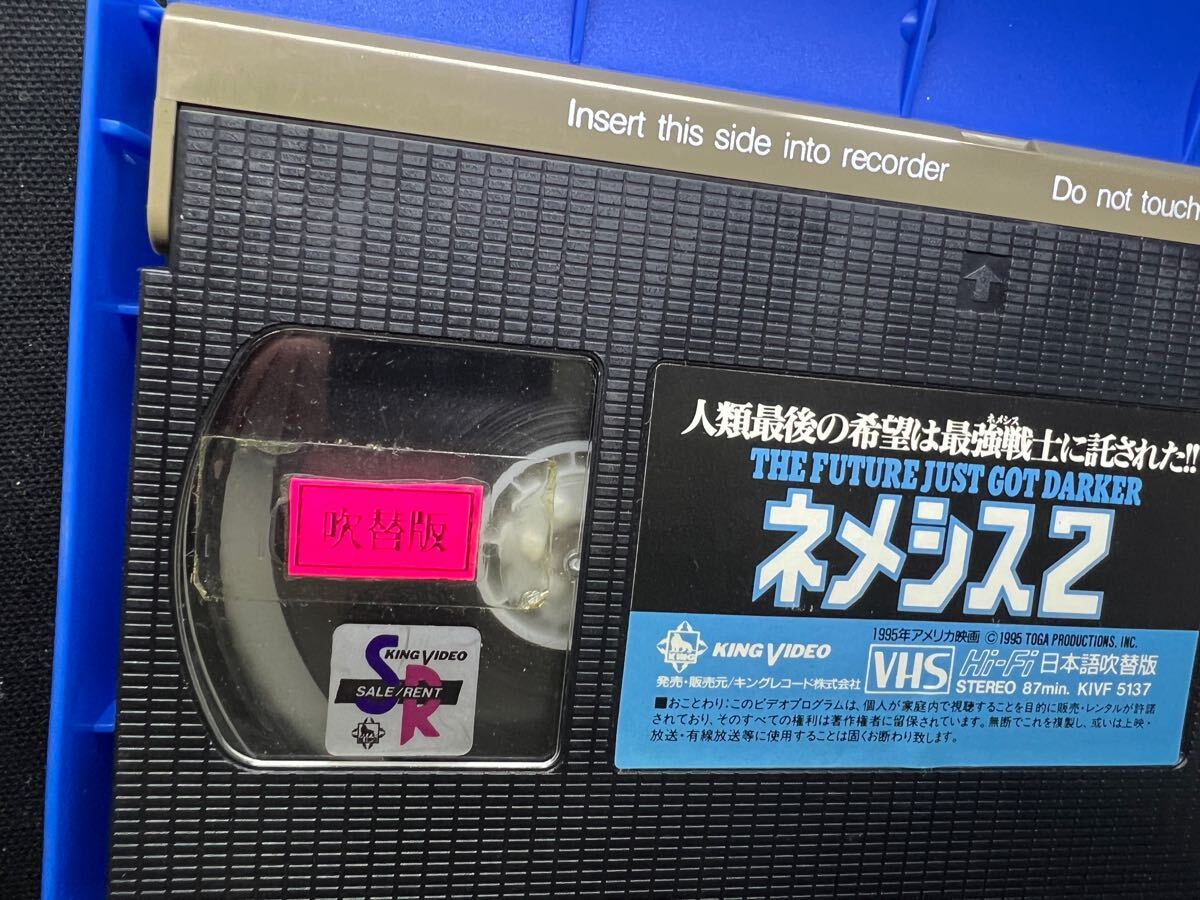 Insert this side into recorder
Do not touch
吹替版
KING VIDEO
SALE/RENT
人類最後の希望は最強戦士に託された!!
ネメシス
THE FUTURE JUST GOT DARKER
ネメシス2
KING
KING VIDEO
発売・販売元/キングレコード株式会社
1995年アメリカ映画 ©1995 TOGA PRODUCTIONS, INC.
VHS Hi-Fi 日本語吹替版
STEREO 87min. KIVF 5137
■おことわり:このビデオプログラムは、個人が家庭内で視聴することを目的に販売・レンタルが許諾
されており、そのすべての権利は著作権者に留保されています。無断でこれを複製し、或いは上映・
放送・有線放送等に使用することは固くお断わり致します。